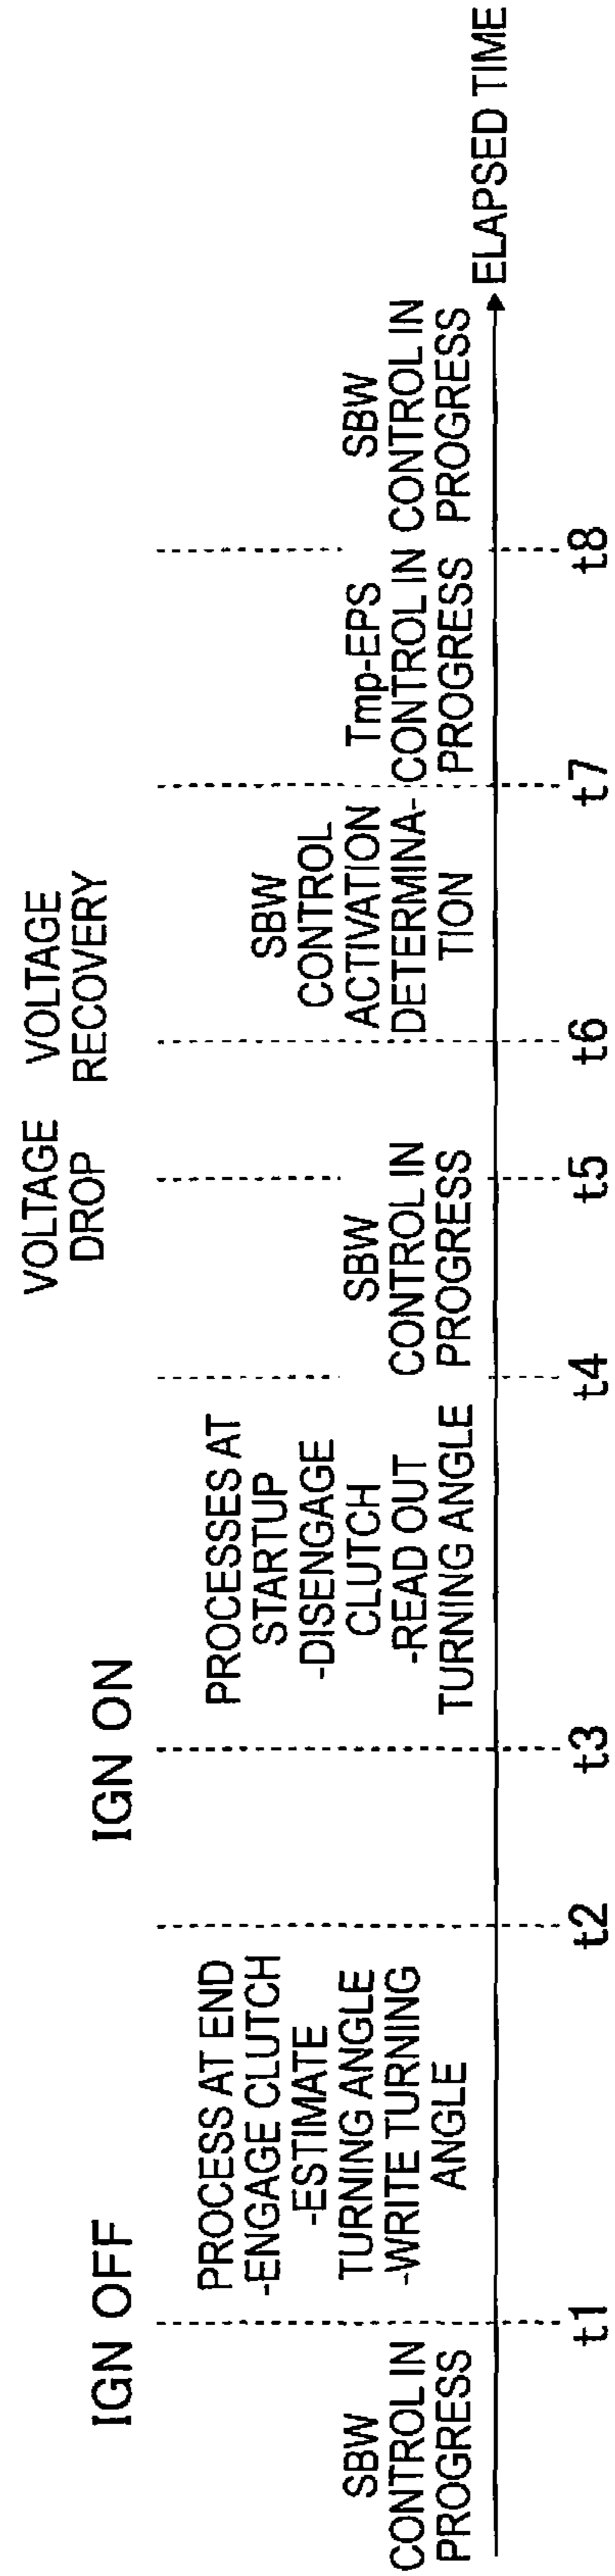 IGN OFF
IGN ON
VOLTAGE
DROP
VOLTAGE
RECOVERY
SBW
CONTROL IN
PROGRESS
PROCESS AT END
-ENGAGE CLUTCH
-ESTIMATE
TURNING ANGLE
-WRITE TURNING
ANGLE
PROCESSES AT
STARTUP
-DISENGAGE
CLUTCH
-READ OUT
TURNING ANGLE
SBW
CONTROL IN
PROGRESS
SBW
CONTROL
ACTIVATION
DETERMINA-
TION
Tmp-EPS
CONTROL IN
PROGRESS
SBW
CONTROL IN
PROGRESS
ELAPSED TIME
t1
t2
t3
t4
t5
t6
t7
t8